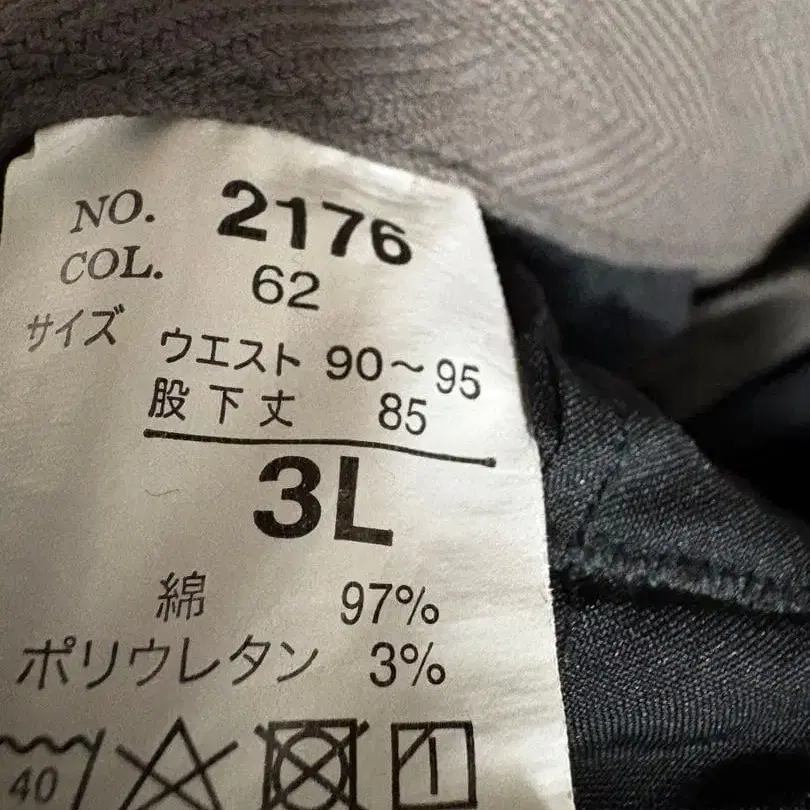 NO. 2176
COL. 62
サイズ ウエスト 90～95
股下丈 85
3L
綿 97%
ポリウレタン 3%
40